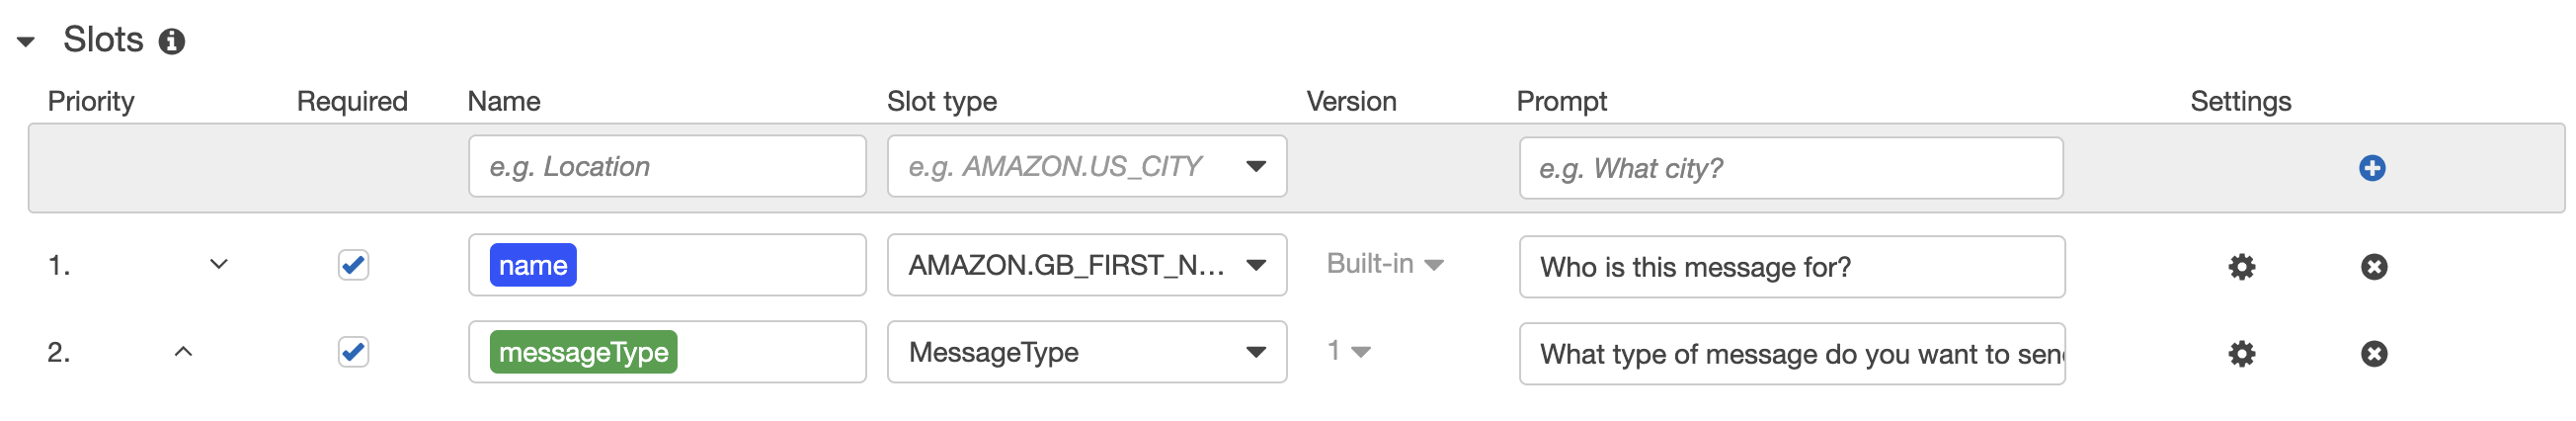 Slots
Priority Required Name Slot type Version Prompt Settings
e.g. Location e.g. AMAZON.US_CITY e.g. What city?
1. name AMAZON.GB_FIRST_N... Built-in Who is this message for?
2. messageType MessageType 1 What type of message do you want to sen